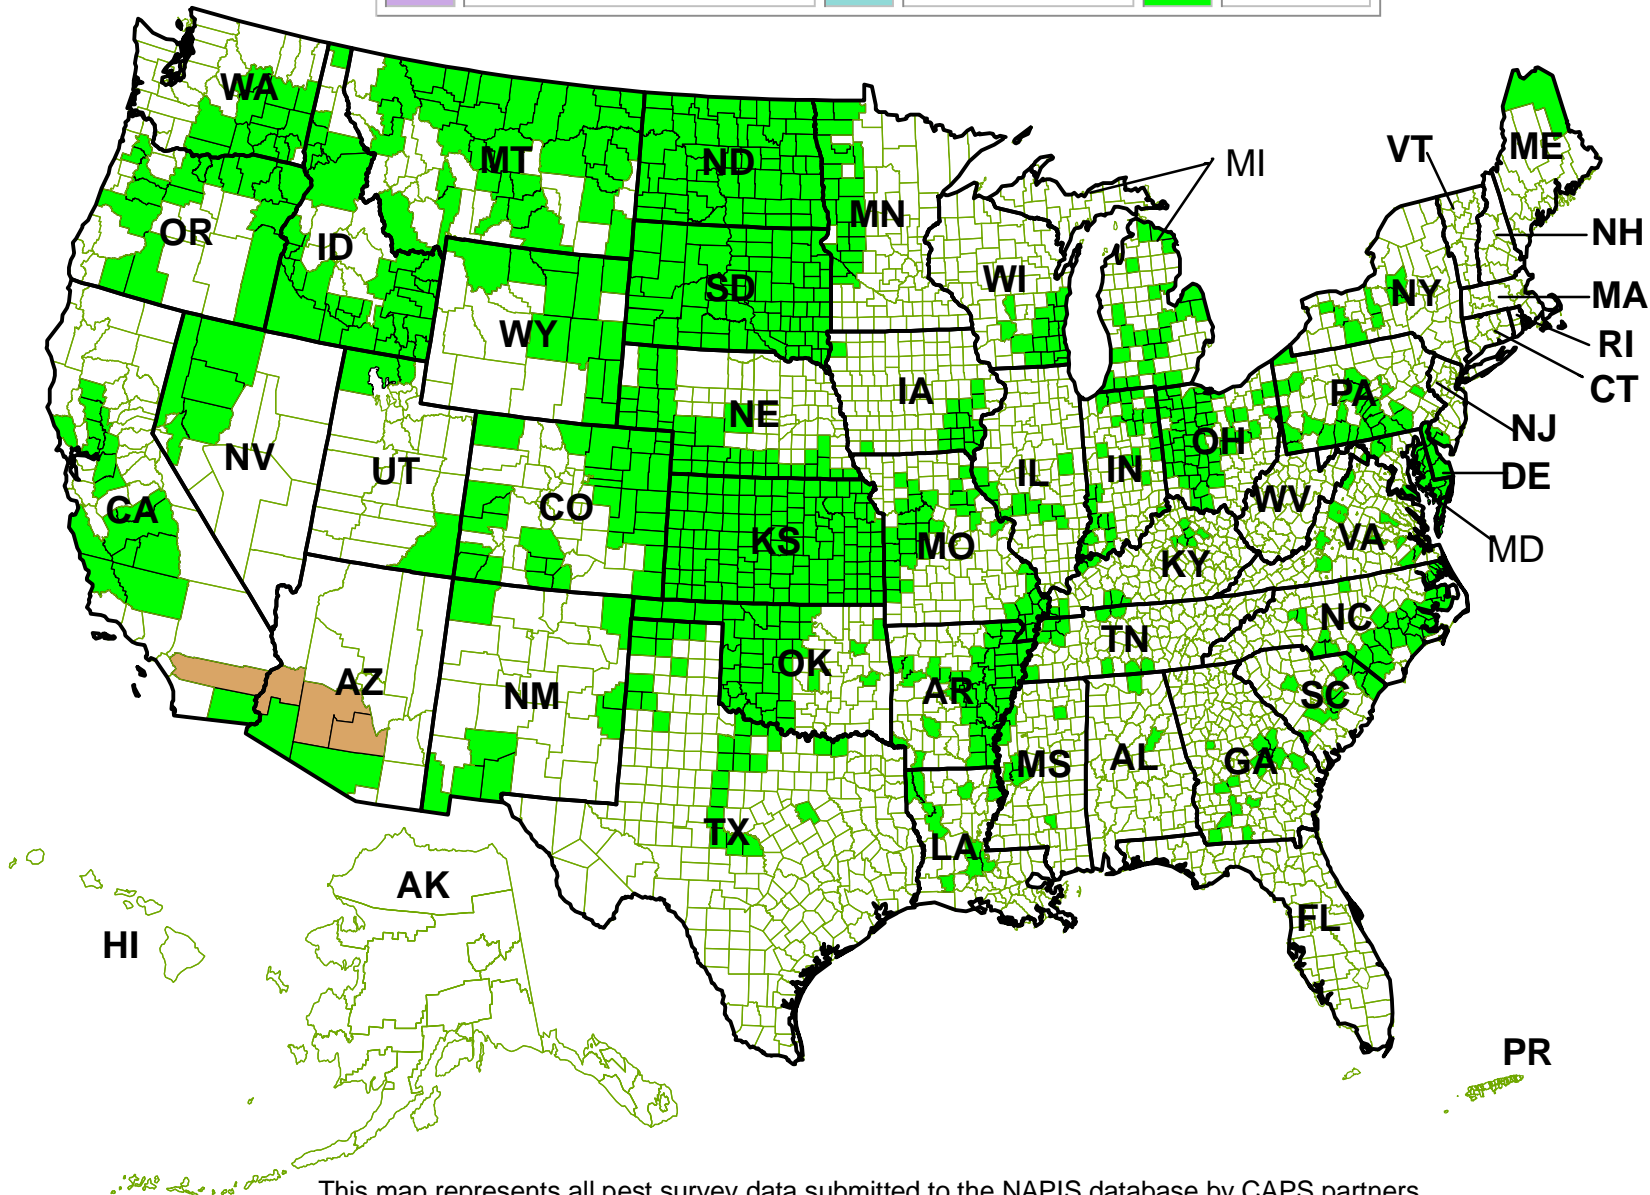 WA
MT
ND
MN
MI
VT
ME
OR
ID
SD
WI
NY
NH
MA
WY
RI
CT
NE
IA
PA
NJ
NV
UT
CO
KS
MO
IL
IN
OH
WV
VA
DE
MD
CA
KY
AZ
NM
OK
AR
TN
NC
SC
TX
LA
MS
AL
GA
FL
AK
HI
PR
This map represents all pest survey data submitted to the NAPIS database by CAPS partners